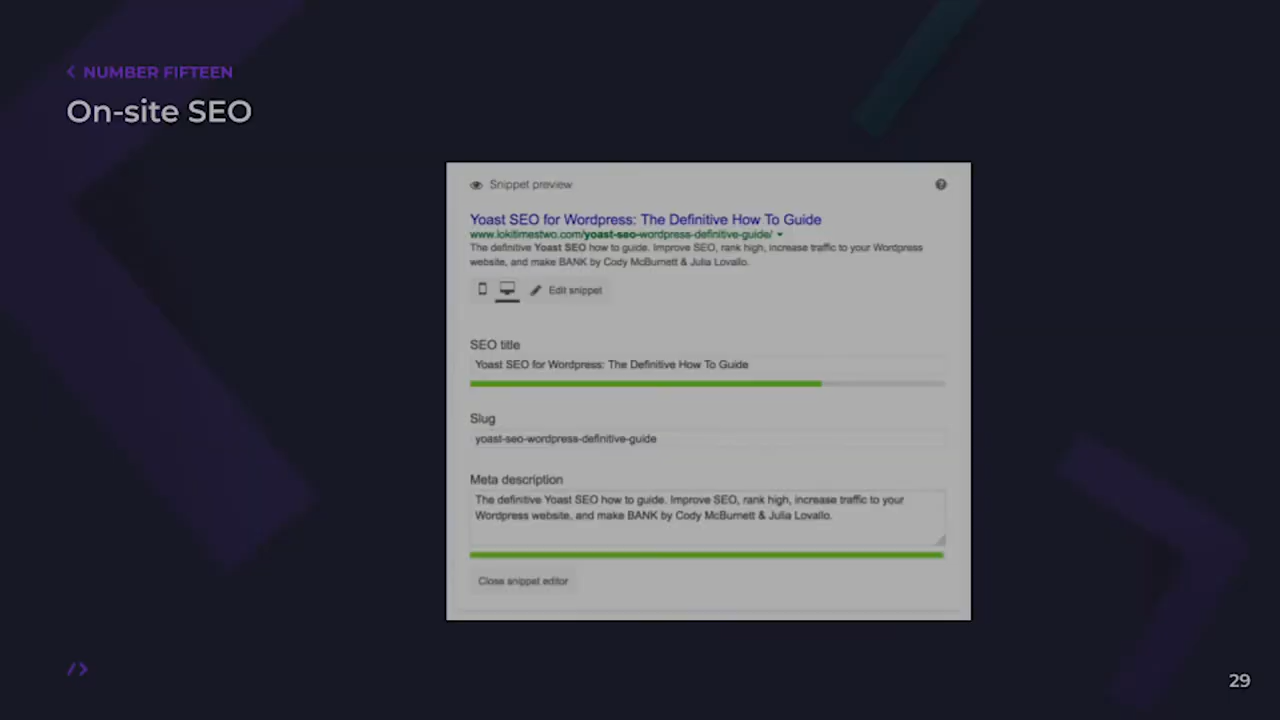 < NUMBER FIFTEEN
On-site SEO
Snippet preview
Yoast SEO for Wordpress: The Definitive How To Guide
www.lokitimestwo.com/yoast-seo-wordpress-definitive-guide/
The definitive Yoast SEO how to guide. Improve SEO, rank high, increase traffic to your Wordpress
website, and make BANK by Cody McBurnett & Julia Lovallo.
Edit snippet
SEO title
Yoast SEO for Wordpress: The Definitive How To Guide
Slug
yoast-seo-wordpress-definitive-guide
Meta description
The definitive Yoast SEO how to guide. Improve SEO, rank high, increase traffic to your
Wordpress website, and make BANK by Cody McBurnett & Julia Lovallo.
Close snippet editor
/>
29